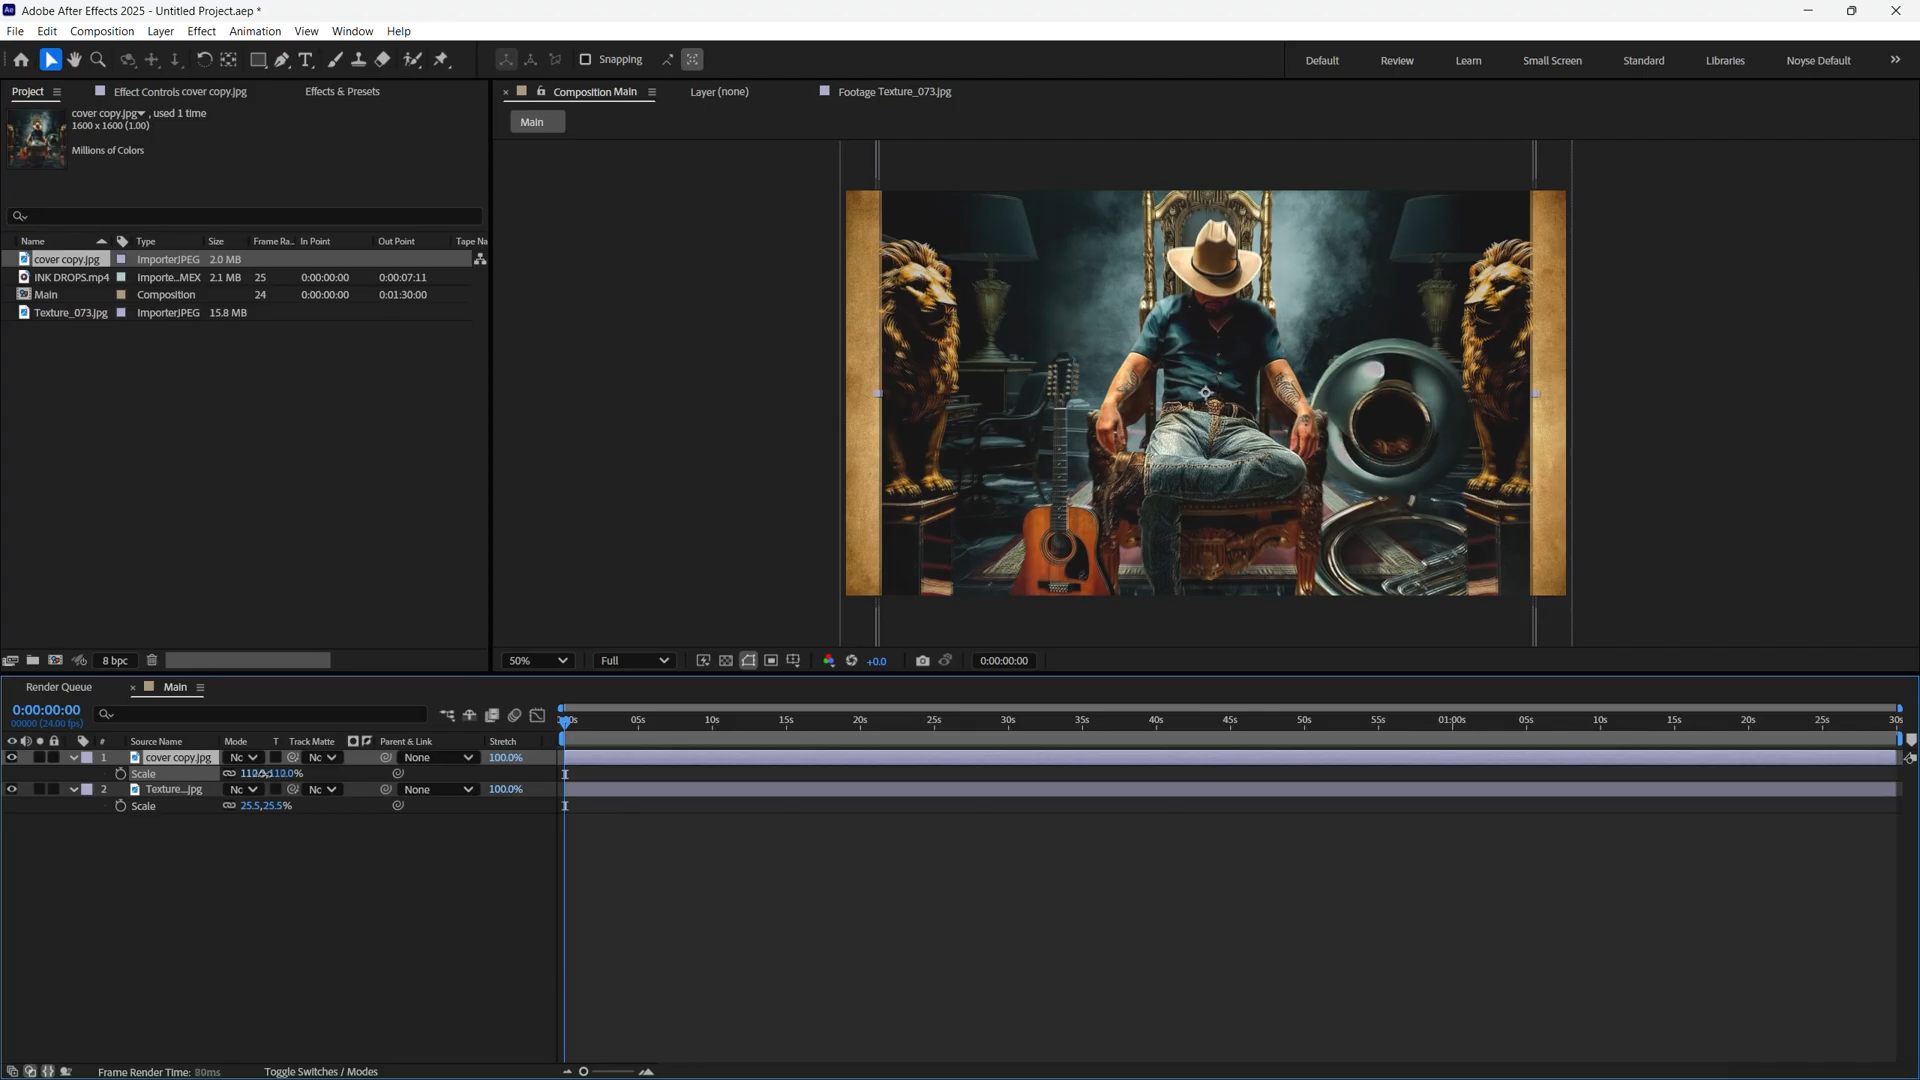 Adobe After Effects 2025 - Untitled Project.aep *
File Edit Composition Layer Effect Animation View Window Help
Snapping
Default Review Learn Small Screen Standard Libraries Noyse Default
Project Effect Controls cover copy.jpg Effects & Presets
Composition Main Layer (none) Footage Texture_073.jpg
cover copy.jpg , used 1 time
1600 x 1600 (1.00)
Millions of Colors
Main
Name Type Size Frame Ra... In Point Out Point Tape Na
cover copy.jpg ImporterJPEG 2.0 MB
INK DROPS.mp4 Importe...MEX 2.1 MB 25 0:00:00:00 0:00:07:11
Main Composition 24 0:00:00:00 0:01:30:00
Texture_073.jpg ImporterJPEG 15.8 MB
8 bpc
50% Full +0.0 0:00:00:00
Render Queue Main
0:00:00:00
00000 (24.00 fps)
05s 10s 15s 20s 25s 30s 35s 40s 45s 50s 55s 01:00s 05s 10s 15s 20s 25s 30s
# Source Name Mode T Track Matte Parent & Link Stretch
1 cover copy.jpg Nc Nc None 100.0%
Scale
2 Texture...jpg Nc Nc None 100.0%
Scale 25.5,25.5%
Frame Render Time: 80ms Toggle Switches / Modes